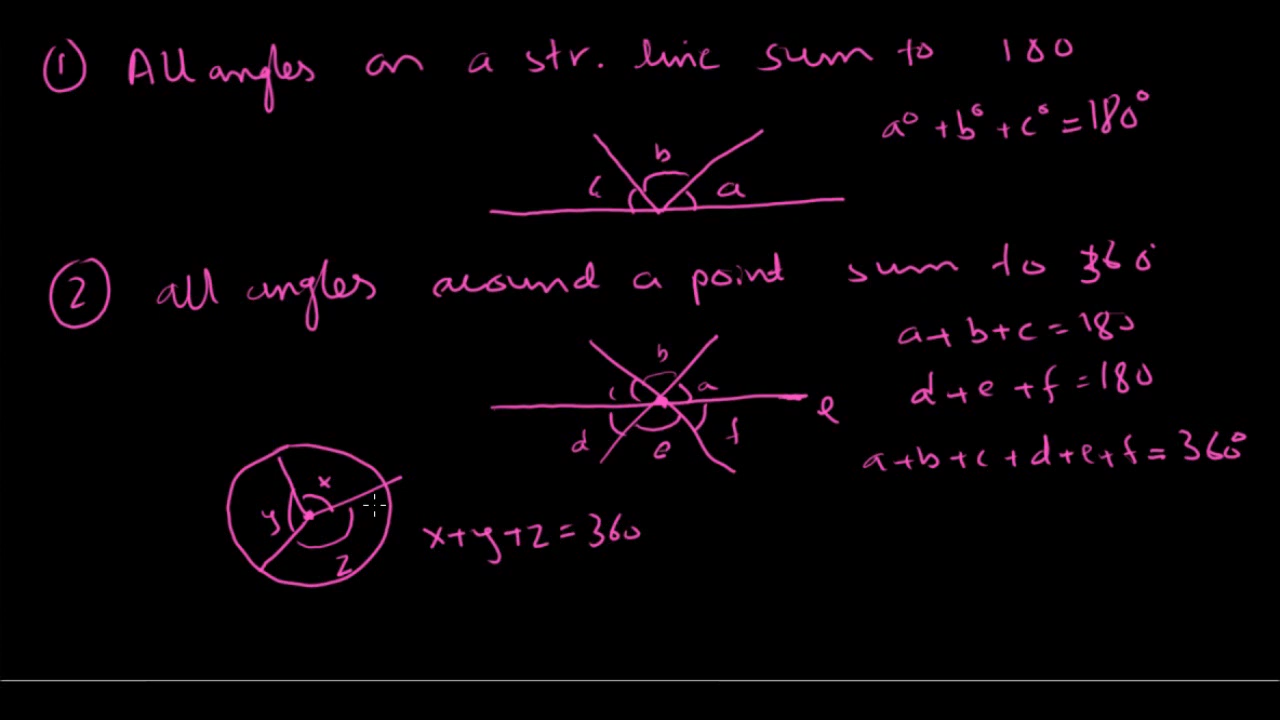 ① All angles on a str. line sum to 180
a° + b° + c° = 180°
b
c a
② all angles around a point sum to 360°
a + b + c = 180
b
d + e + f = 180
c a
l
d e f
a + b + c + d + e + f = 360°
x
y
x + y + z = 360
z